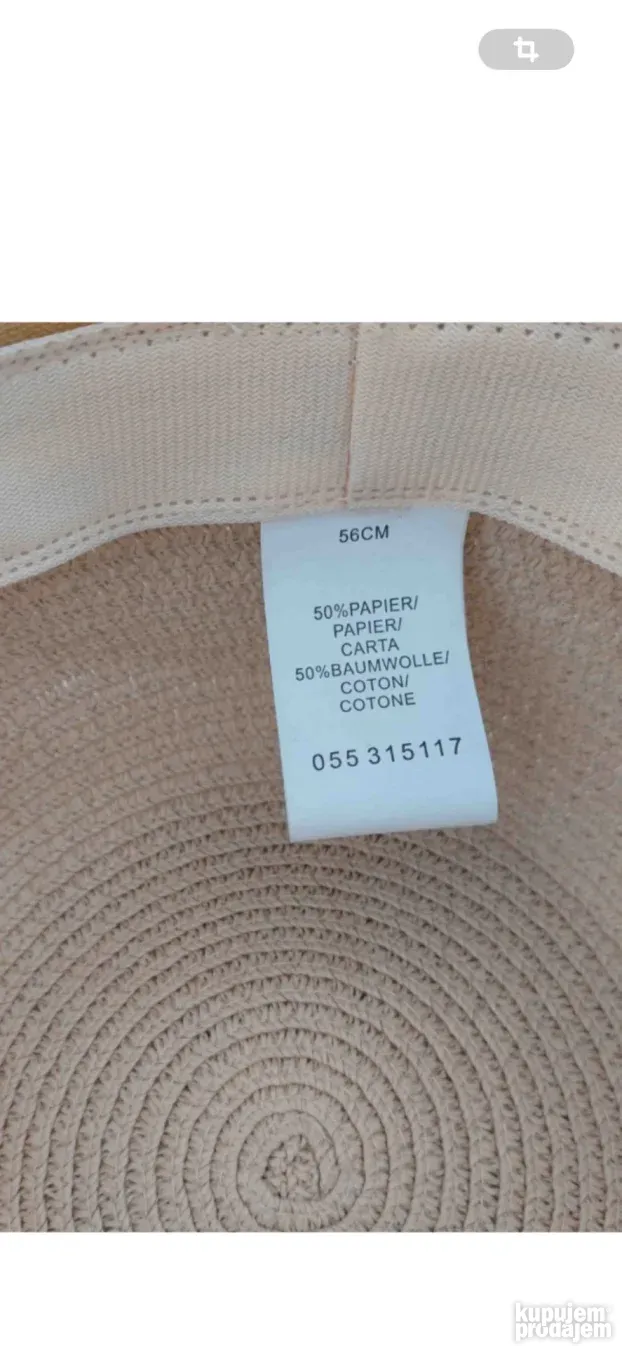 56CM
50%PAPIER/
PAPIER/
CARTA
50%BAUMWOLLE/
COTON/
COTONE
055 315117
kupujem
prodajem